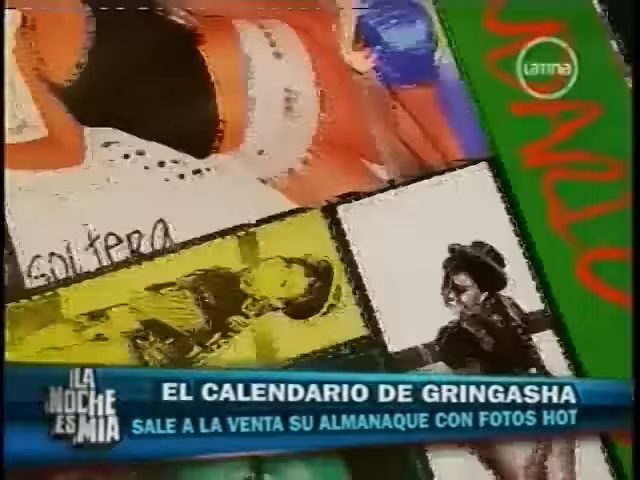 LATINA
SOLTERA
¡LA
NOCHE
ES
MIA
EL CALENDARIO DE GRINGASHA
SALE A LA VENTA SU ALMANAQUE CON FOTOS HOT